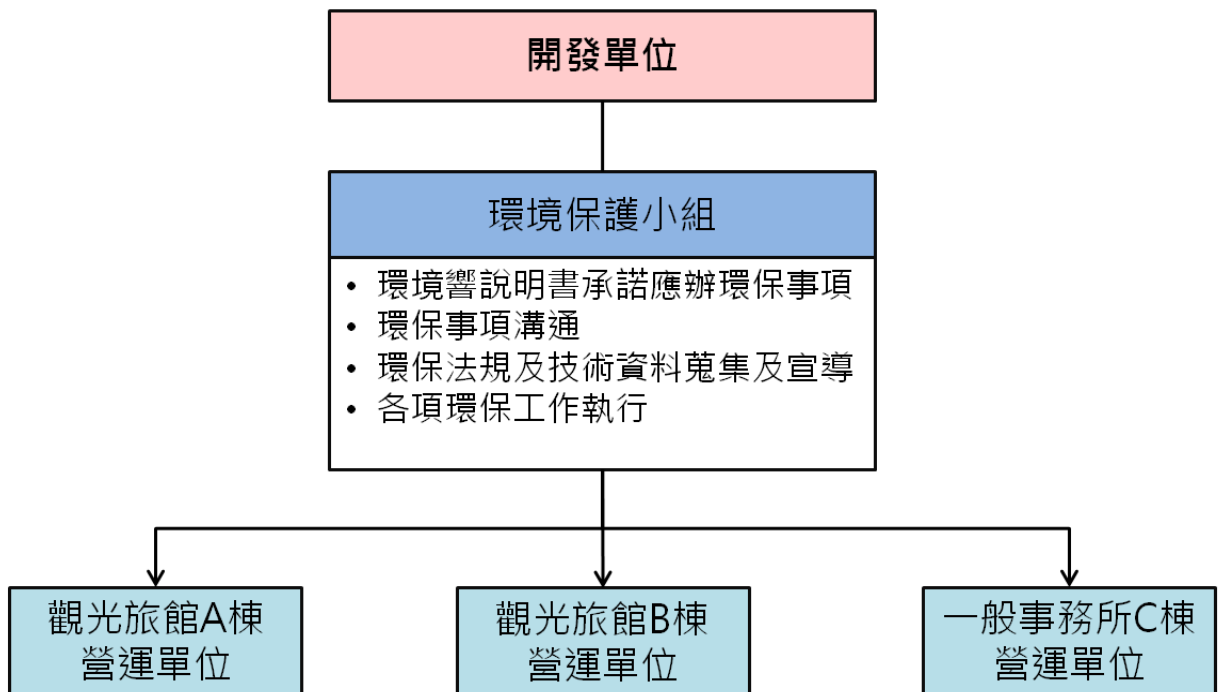 開發單位
環境保護小組
• 環境響說明書承諾應辦環保事項
• 環保事項溝通
• 環保法規及技術資料蒐集及宣導
• 各項環保工作執行
觀光旅館A棟
營運單位
觀光旅館B棟
營運單位
一般事務所C棟
營運單位